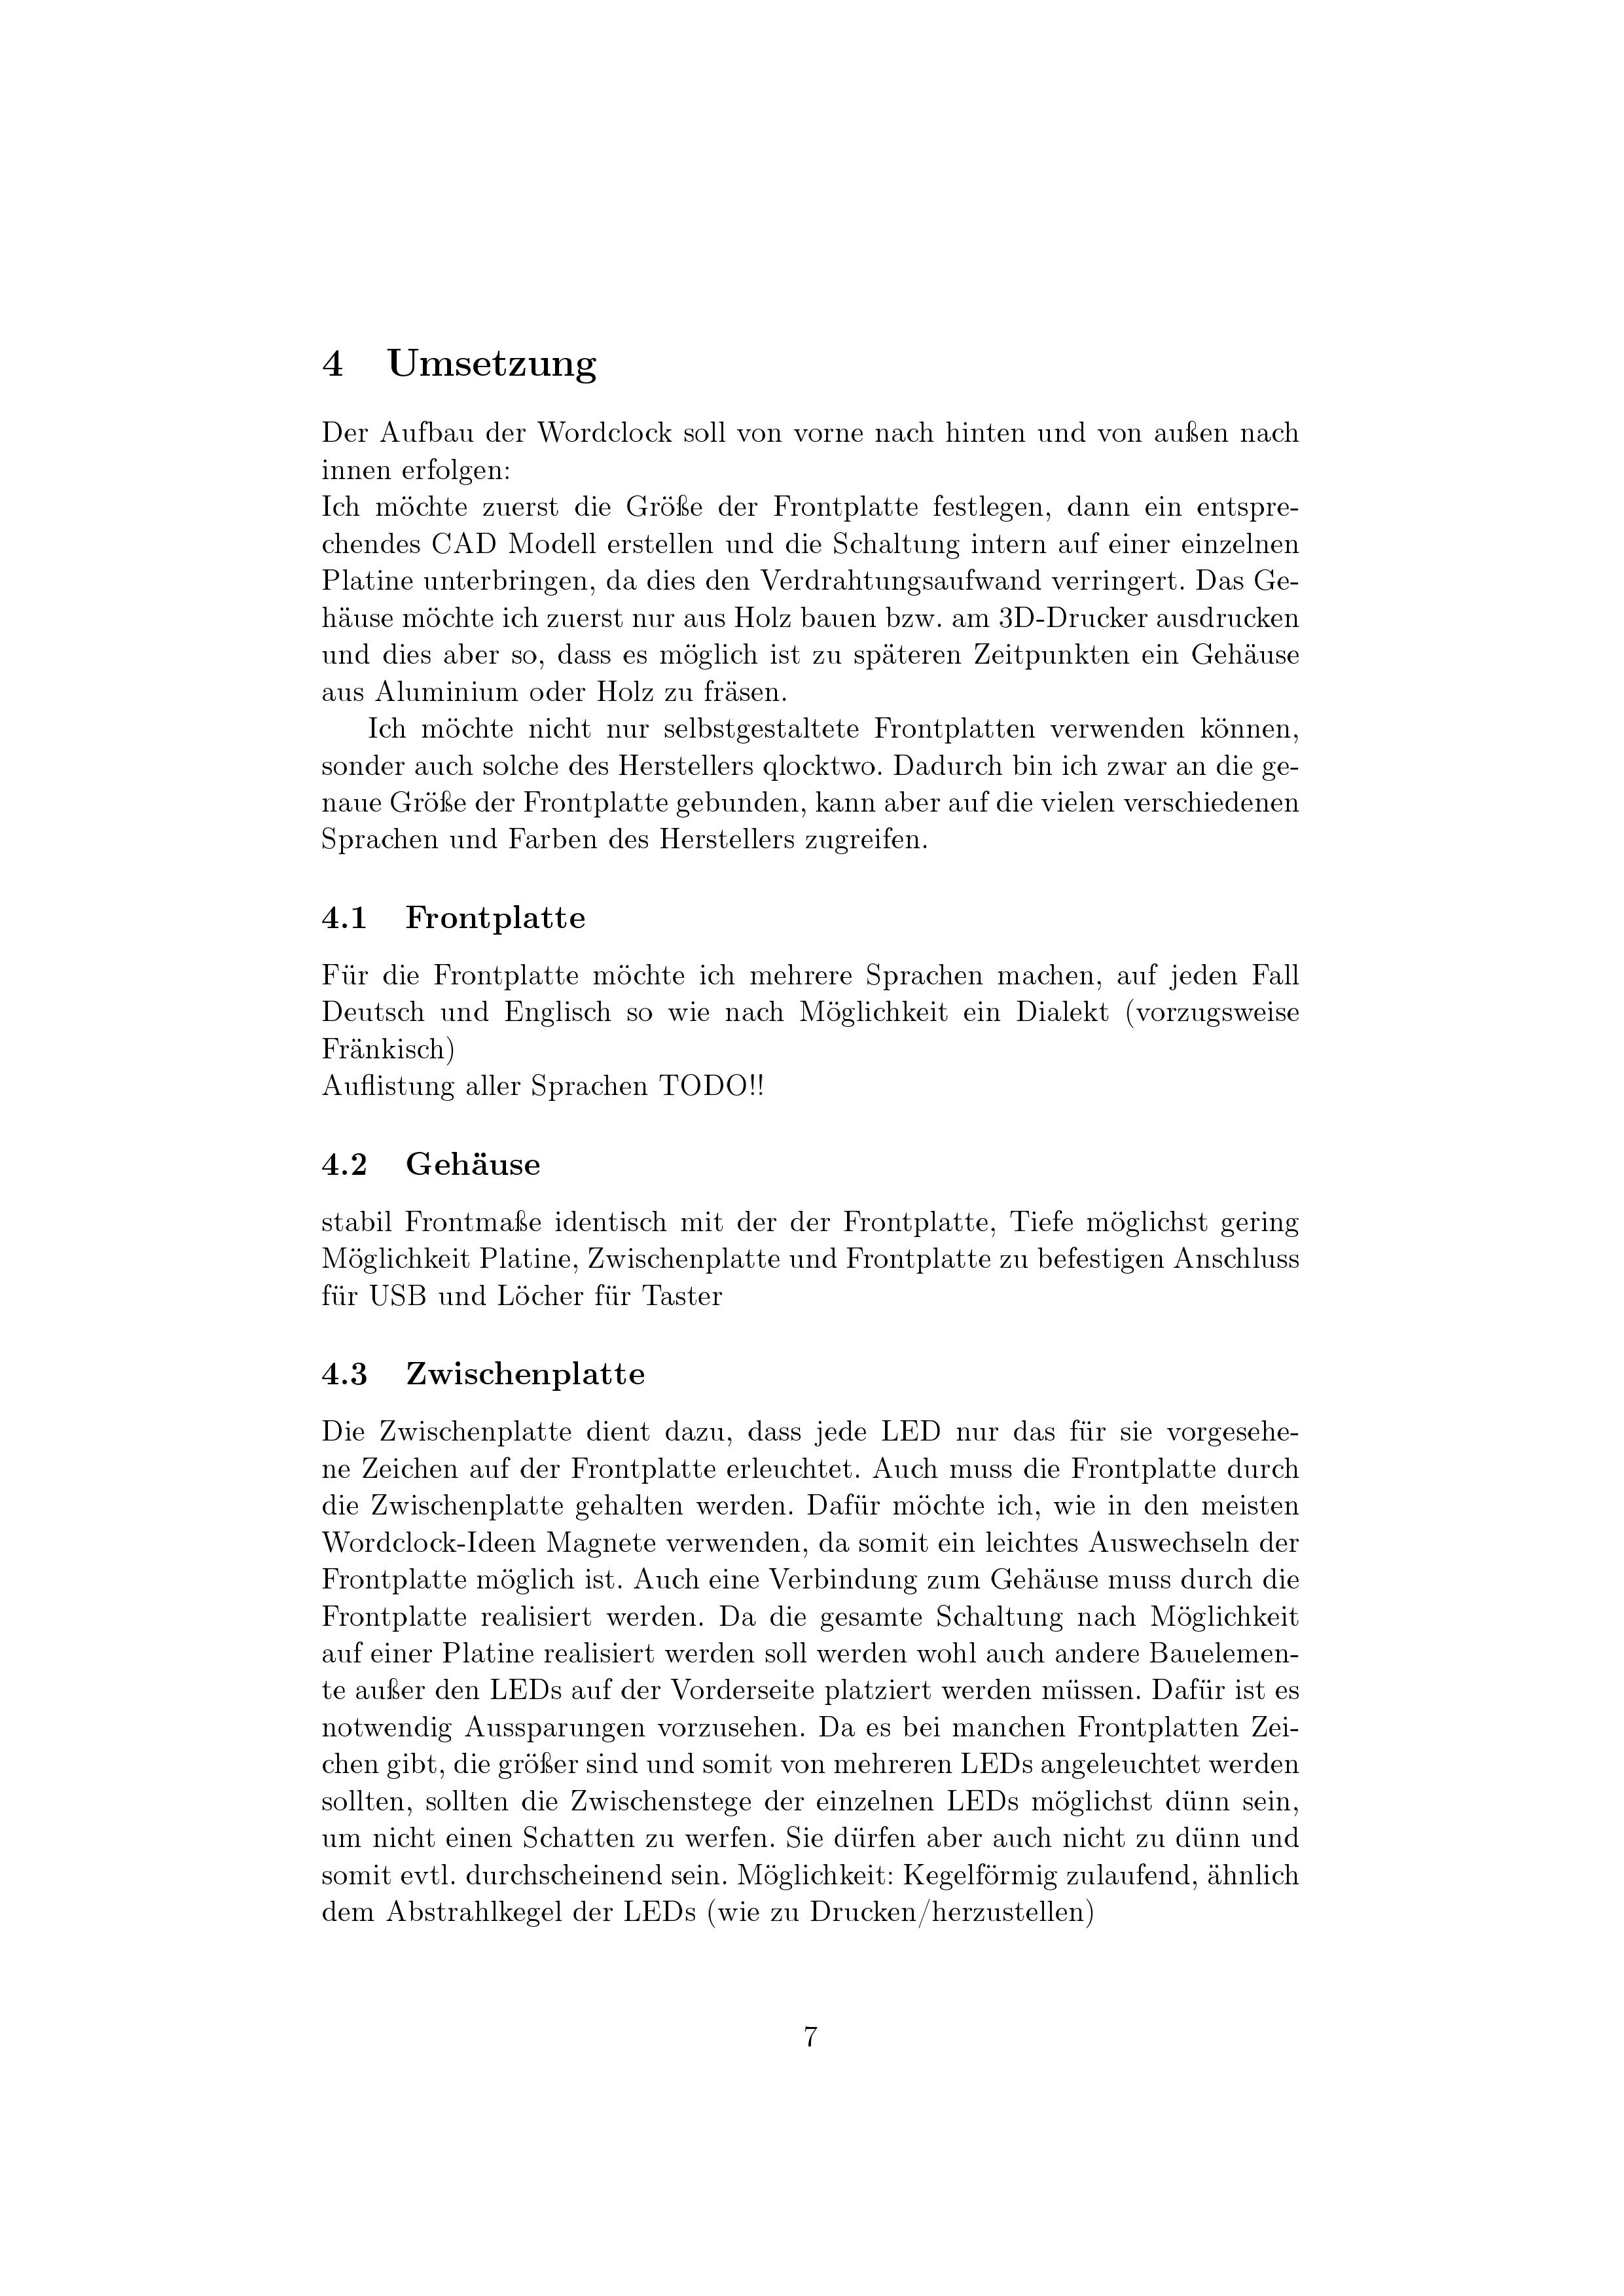 4 Umsetzung
Der Aufbau der Wordclock soll von vorne nach hinten und von außen nach
innen erfolgen:
Ich möchte zuerst die Größe der Frontplatte festlegen, dann ein entspre-
chendes CAD Modell erstellen und die Schaltung intern auf einer einzelnen
Platine unterbringen, da dies den Verdrahtungsaufwand verringert. Das Ge-
häuse möchte ich zuerst nur aus Holz bauen bzw. am 3D-Drucker ausdrucken
und dies aber so, dass es möglich ist zu späteren Zeitpunkten ein Gehäuse
aus Aluminium oder Holz zu fräsen.
Ich möchte nicht nur selbstgestaltete Frontplatten verwenden können,
sonder auch solche des Herstellers qlocktwo. Dadurch bin ich zwar an die ge-
naue Größe der Frontplatte gebunden, kann aber auf die vielen verschiedenen
Sprachen und Farben des Herstellers zugreifen.
4.1 Frontplatte
Für die Frontplatte möchte ich mehrere Sprachen machen, auf jeden Fall
Deutsch und Englisch so wie nach Möglichkeit ein Dialekt (vorzugsweise
Fränkisch)
Auflistung aller Sprachen TODO!!
4.2 Gehäuse
stabil Frontmaße identisch mit der der Frontplatte, Tiefe möglichst gering
Möglichkeit Platine, Zwischenplatte und Frontplatte zu befestigen Anschluss
für USB und Löcher für Taster
4.3 Zwischenplatte
Die Zwischenplatte dient dazu, dass jede LED nur das für sie vorgesehe-
ne Zeichen auf der Frontplatte erleuchtet. Auch muss die Frontplatte durch
die Zwischenplatte gehalten werden. Dafür möchte ich, wie in den meisten
Wordclock-Ideen Magnete verwenden, da somit ein leichtes Auswechseln der
Frontplatte möglich ist. Auch eine Verbindung zum Gehäuse muss durch die
Frontplatte realisiert werden. Da die gesamte Schaltung nach Möglichkeit
auf einer Platine realisiert werden soll werden wohl auch andere Bauelemen-
te außer den LEDs auf der Vorderseite platziert werden müssen. Dafür ist es
notwendig Aussparungen vorzusehen. Da es bei manchen Frontplatten Zei-
chen gibt, die größer sind und somit von mehreren LEDs angeleuchtet werden
sollten, sollten die Zwischenstege der einzelnen LEDs möglichst dünn sein,
um nicht einen Schatten zu werfen. Sie dürfen aber auch nicht zu dünn und
somit evtl. durchscheinend sein. Möglichkeit: Kegelförmig zulaufend, ähnlich
dem Abstrahlkegel der LEDs (wie zu Drucken/herzustellen)
7